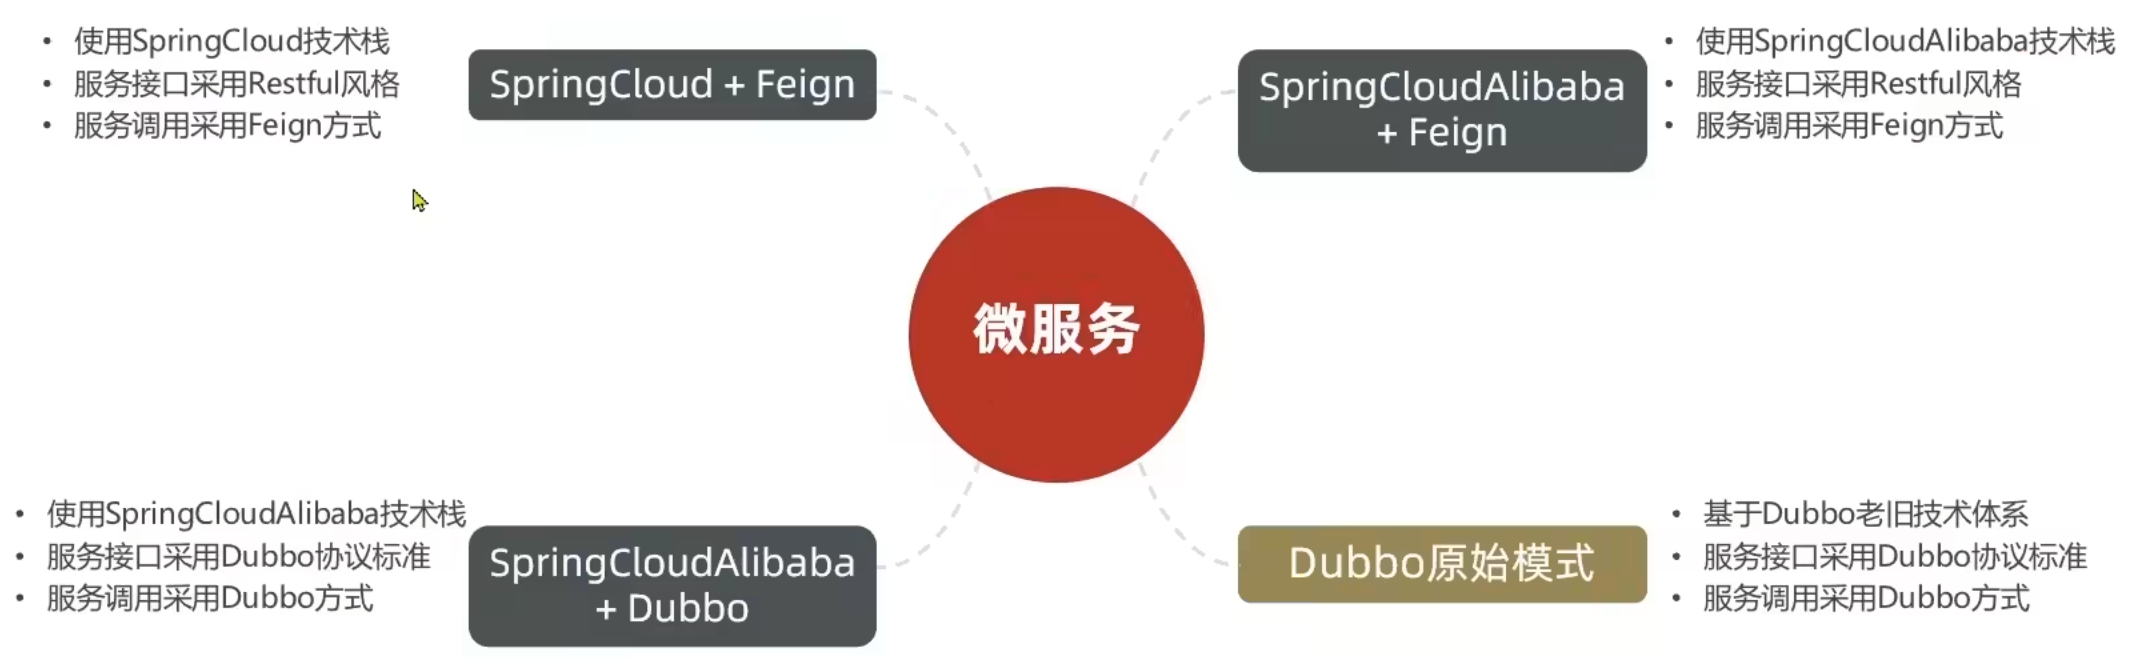 • 使用SpringCloud技术栈
• 服务接口采用Restful风格
• 服务调用采用Feign方式
SpringCloud + Feign
SpringCloudAlibaba
+ Feign
• 使用SpringCloudAlibaba技术栈
• 服务接口采用Restful风格
• 服务调用采用Feign方式
微服务
• 使用SpringCloudAlibaba技术栈
• 服务接口采用Dubbo协议标准
• 服务调用采用Dubbo方式
SpringCloudAlibaba
+ Dubbo
Dubbo原始模式
• 基于Dubbo老旧技术体系
• 服务接口采用Dubbo协议标准
• 服务调用采用Dubbo方式